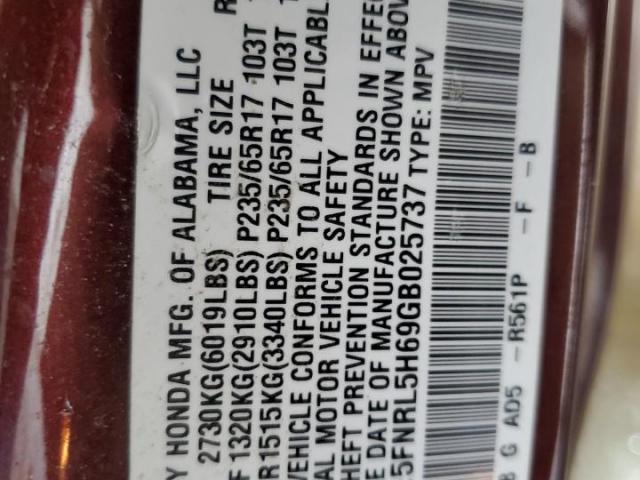 Y HONDA MFG. OF ALABAMA, LLC
2730KG(6019LBS) TIRE SIZE R
F 1320KG(2910LBS) P235/65R17 103T
R1515KG(3340LBS) P235/65R17 103T
VEHICLE CONFORMS TO ALL APPLICABL
AL MOTOR VEHICLE SAFETY
HEFT PREVENTION STANDARDS IN EFFEC
E DATE OF MANUFACTURE SHOWN ABOV
5FNRL5H69GB025737 TYPE: MPV
G AD5 -R561P -F -B